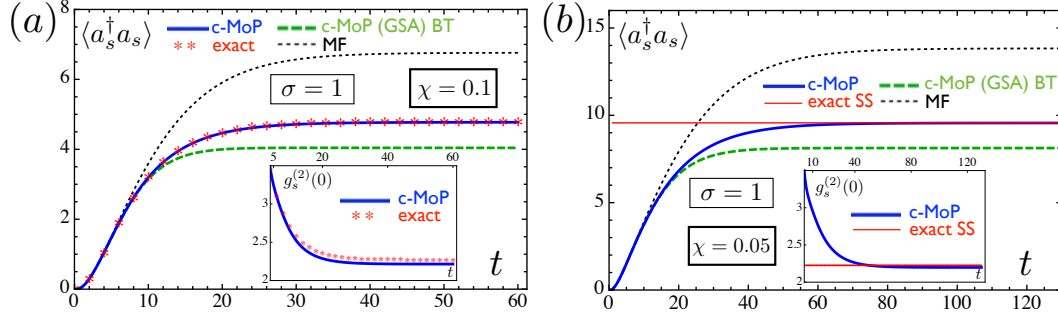 (a) ⟨a_s^†a_s⟩
c-MoP
c-MoP (GSA) BT
** exact
MF
σ = 1
χ = 0.1
8
6
4
2
0
0 10 20 30 40 50 60
t
5 20 40 60
g_s^(2)(0)
c-MoP
** exact
3
2.5
2
t
(b) ⟨a_s^†a_s⟩
c-MoP
c-MoP (GSA) BT
exact SS
MF
σ = 1
χ = 0.05
15
10
5
0
0 20 40 60 80 100 120
t
10 40 120
g_s^(2)(0)
c-MoP
exact SS
3
2.5
2
t